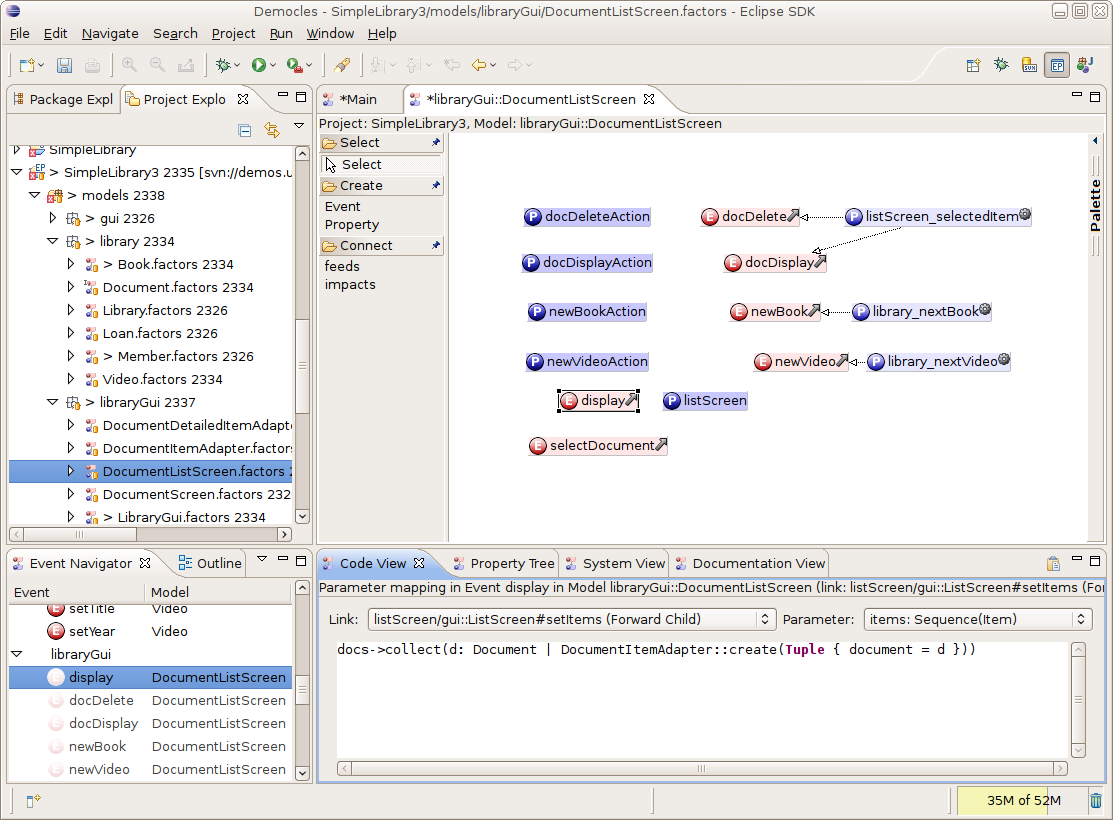 Democles - SimpleLibrary3/models/libraryGui/DocumentListScreen.factors - Eclipse SDK
File Edit Navigate Search Project Run Window Help
Package Expl Project Explo
SimpleLibrary
EP > SimpleLibrary3 2335 [svn://demos.u
> models 2338
> gui 2326
> library 2334
> Book.factors 2334
Document.factors 2334
Library.factors 2326
Loan.factors 2326
> Member.factors 2326
Video.factors 2334
> libraryGui 2337
DocumentDetailedItemAdapt
DocumentItemAdapter.factors
DocumentListScreen.factors 2
DocumentScreen.factors 232
> LibraryGui.factors 2334
*Main *libraryGui::DocumentListScreen
Project: SimpleLibrary3, Model: libraryGui::DocumentListScreen
Select
Select
Create
Event
Property
Connect
feeds
impacts
P docDeleteAction E docDelete P listScreen_selectedItem
P docDisplayAction E docDisplay
P newBookAction E newBook P library_nextBook
P newVideoAction E newVideo P library_nextVideo
E display P listScreen
E selectDocument
Palette
Event Navigator Outline
Event Model
E setTitle Video
E setYear Video
libraryGui
E display DocumentListScreen
E docDelete DocumentListScreen
E docDisplay DocumentListScreen
E newBook DocumentListScreen
E newVideo DocumentListScreen
Code View Property Tree System View Documentation View
Parameter mapping in Event display in Model libraryGui::DocumentListScreen (link: listScreen/gui::ListScreen#setItems (For
Link: listScreen/gui::ListScreen#setItems (Forward Child) Parameter: items: Sequence(Item)
docs->collect(d: Document | DocumentItemAdapter::create(Tuple { document = d }))
35M of 52M